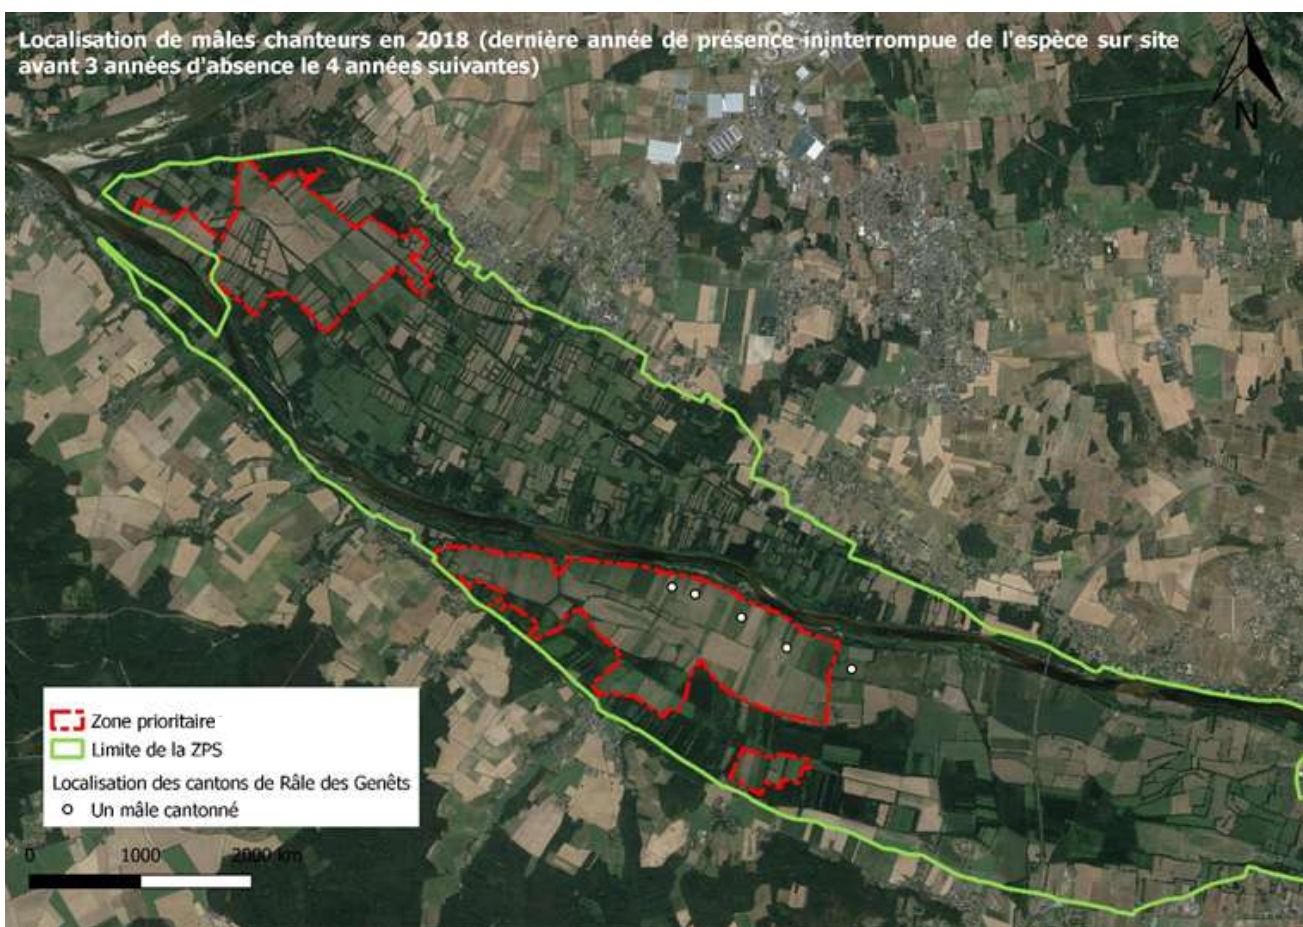 Localisation de mâles chanteurs en 2018 (dernière année de présence ininterrompue de l'espèce sur site
avant 3 années d'absence le 4 années suivantes)
N
Zone prioritaire
Limite de la ZPS
Localisation des cantons de Râle des Genêts
Un mâle cantonné
0 1000 2000 km